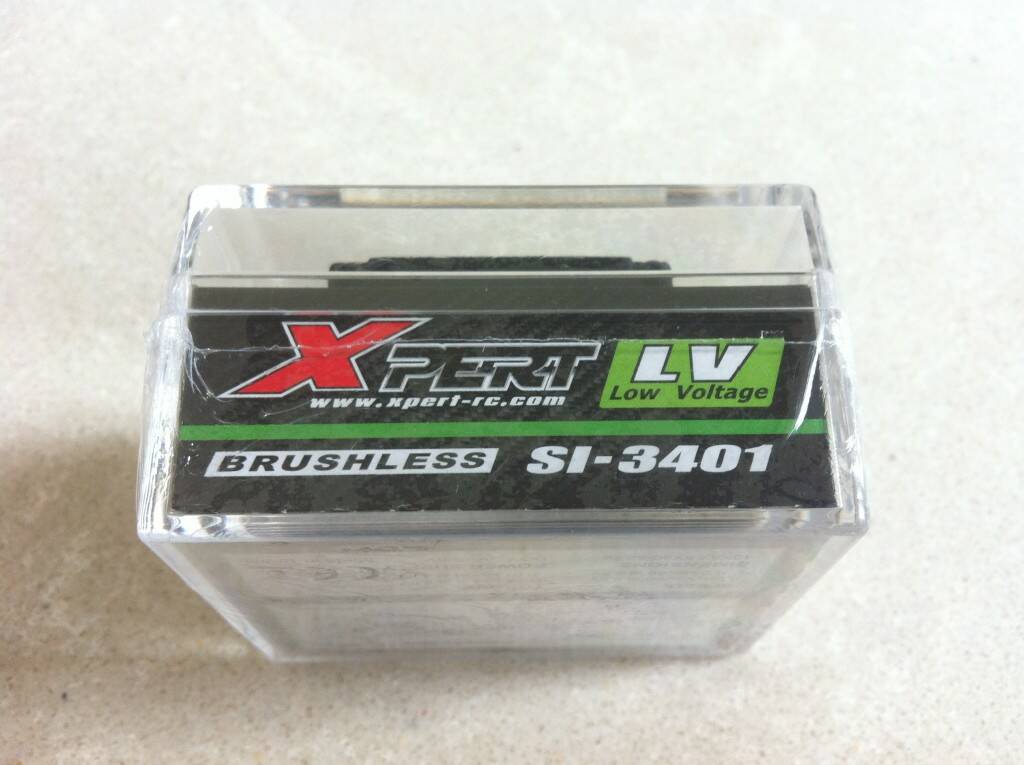 XPERT
www.xpert-rc.com
LV
Low Voltage
BRUSHLESS SI-3401